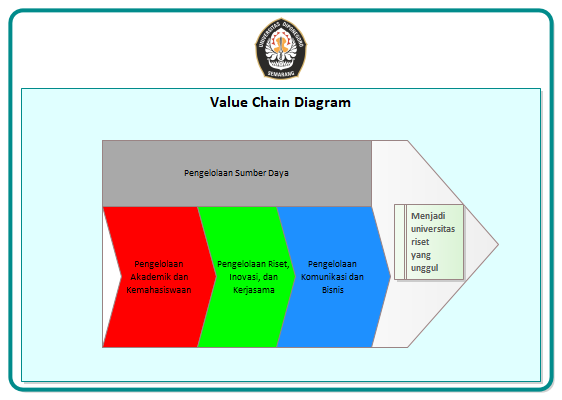 UNIVERSITAS DIPONEGORO
SEMARANG
Value Chain Diagram
Pengelolaan Sumber Daya
Pengelolaan
Akademik dan
Kemahasiswaan
Pengelolaan Riset,
Inovasi, dan
Kerjasama
Pengelolaan
Komunikasi dan
Bisnis
Menjadi
universitas
riset
yang
unggul